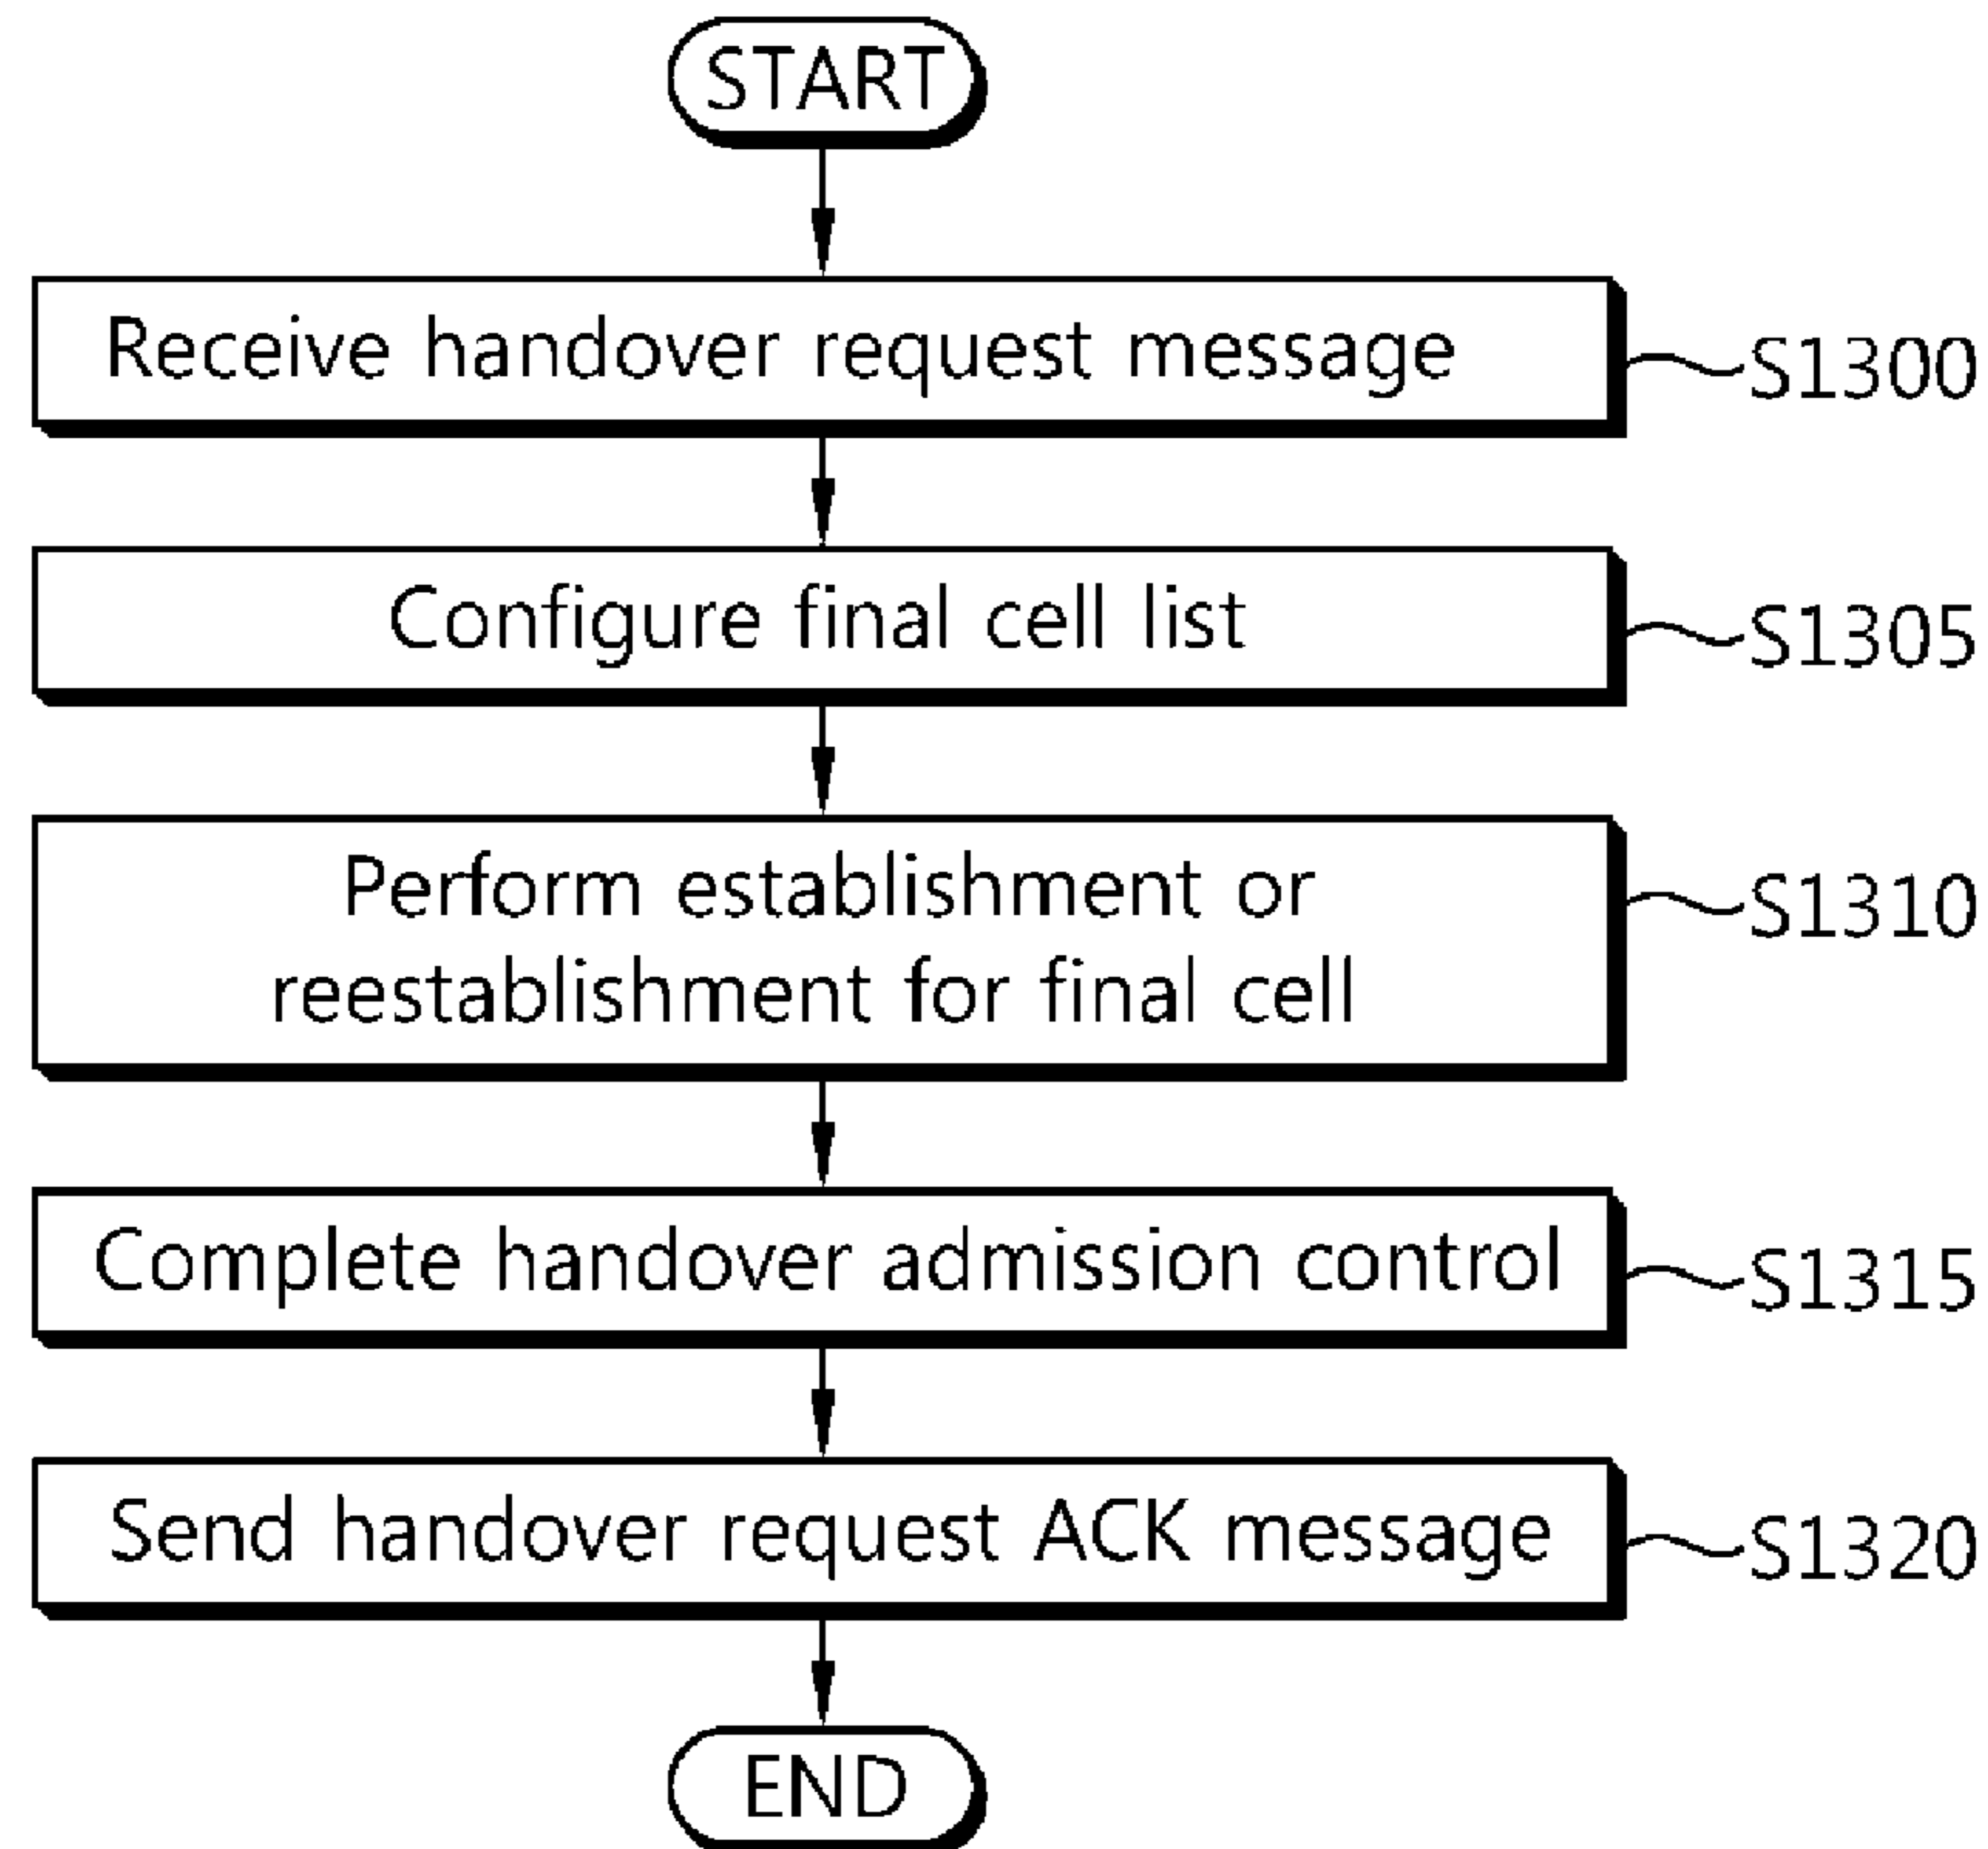 START
Receive handover request message
S1300
Configure final cell list
S1305
Perform establishment or
reestablishment for final cell
S1310
Complete handover admission control
S1315
Send handover request ACK message
S1320
END